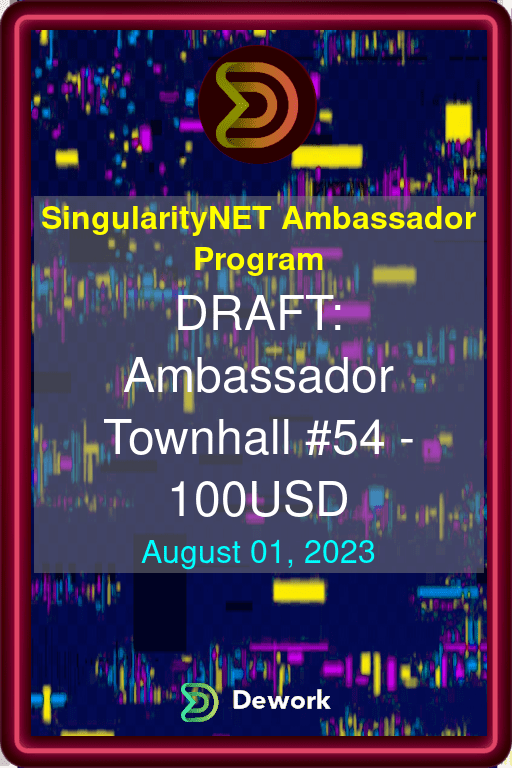 SingularityNET Ambassador
Program
DRAFT:
Ambassador
Townhall #54 -
100USD
August 01, 2023
Dework